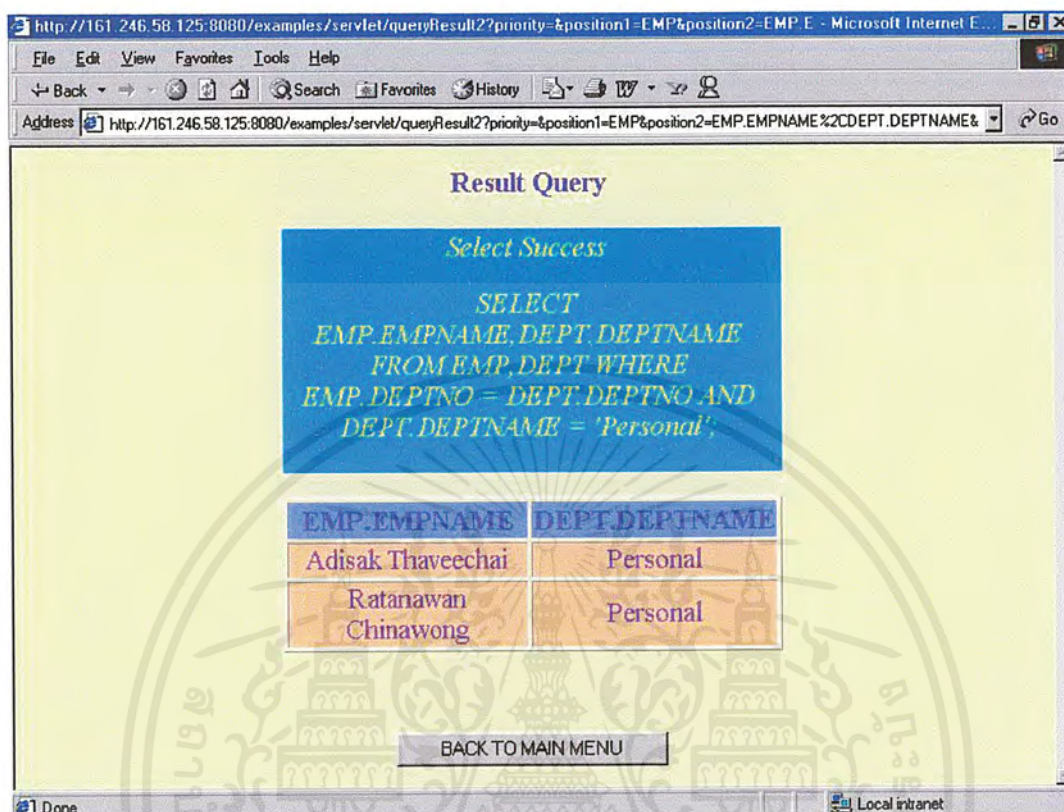 http://161.246.58.125:8080/examples/servlet/queryResult2?priority=&position1=EMP&position2=EMP.E - Microsoft Internet E...
File Edit View Favorites Tools Help
Back Search Favorites History
Address http://161.246.58.125:8080/examples/servlet/queryResult2?priority=&position1=EMP&position2=EMP.EMPNAME%2CDEPT.DEPTNAME& Go
Result Query
Select Success
SELECT
EMP.EMPNAME,DEPT.DEPTNAME
FROM EMP,DEPT WHERE
EMP.DEPTNO = DEPT.DEPTNO AND
DEPT.DEPTNAME = 'Personal';
EMP.EMPNAME DEPT.DEPTNAME
Adisak Thaveechai Personal
Ratanawan
Chinawong Personal
BACK TO MAIN MENU
Done Local intranet